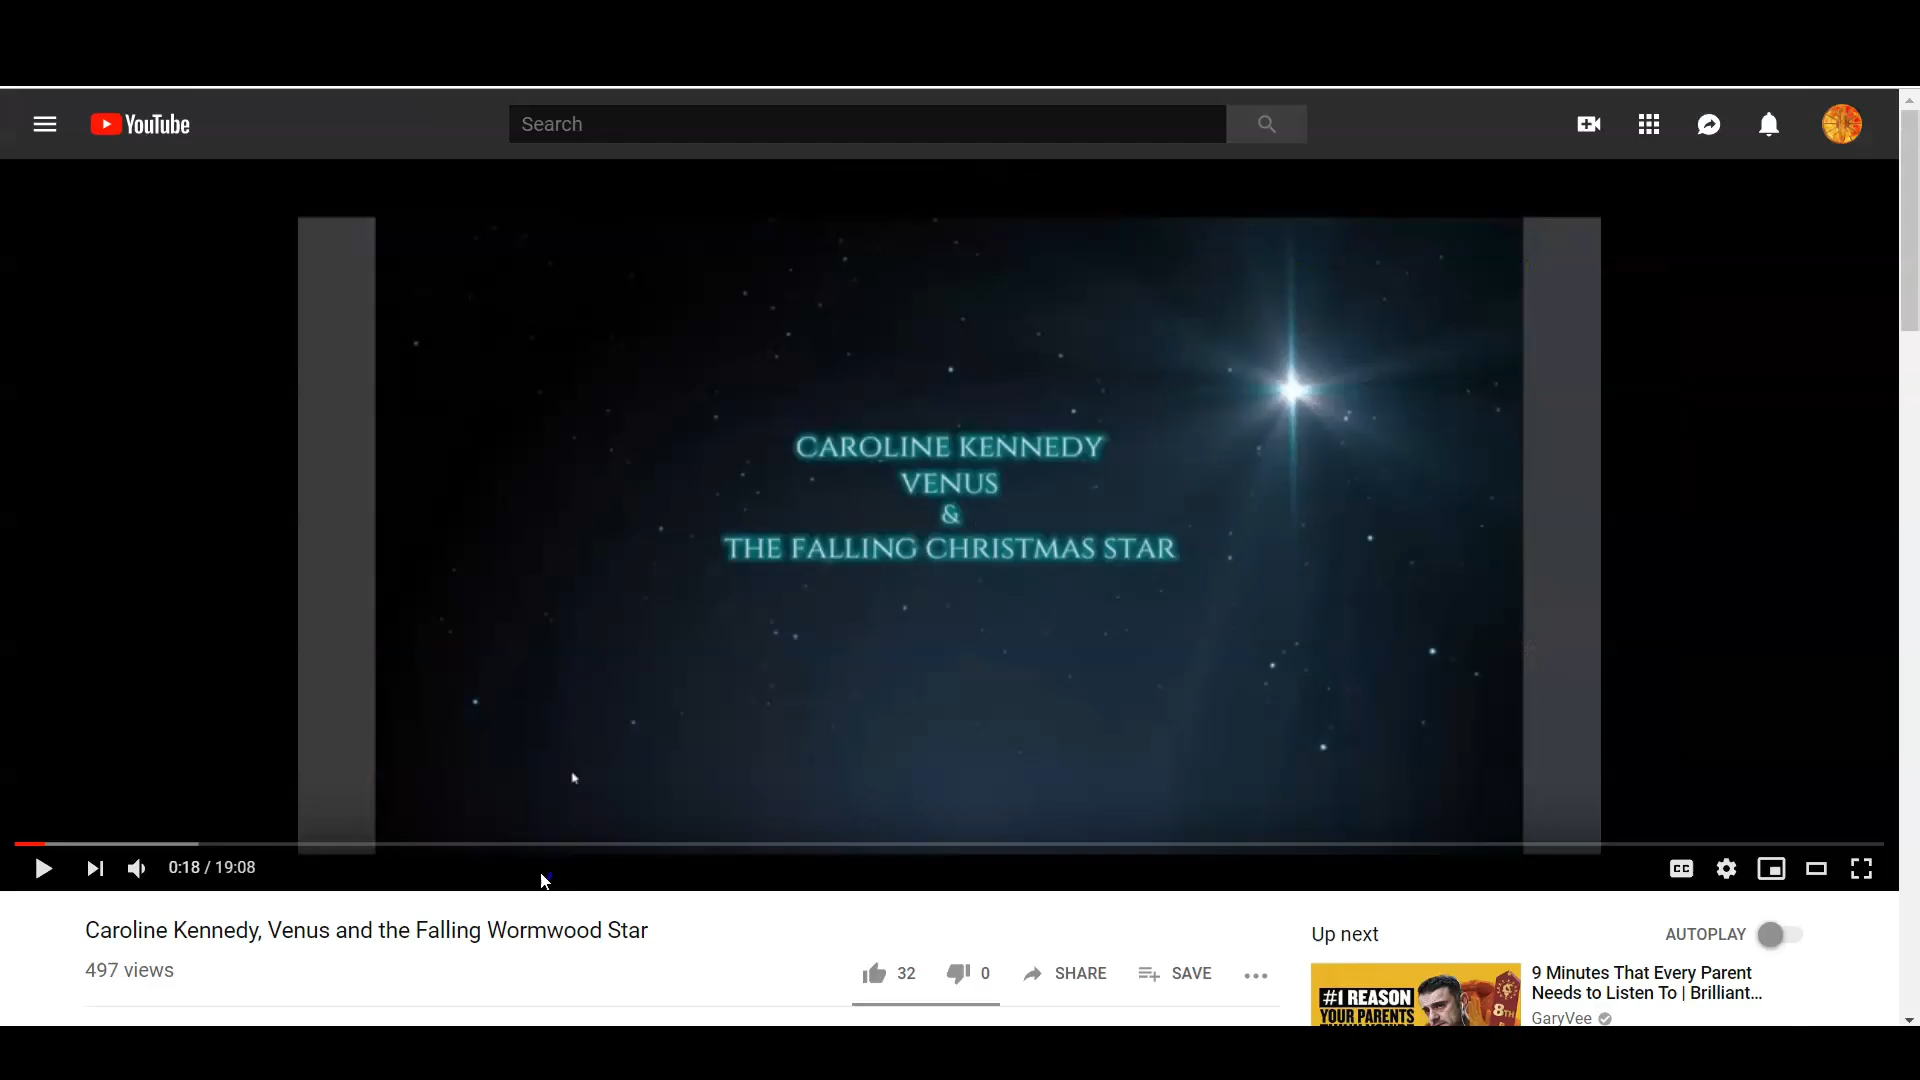 YouTube
Search
CAROLINE KENNEDY
VENUS
&
THE FALLING CHRISTMAS STAR
0:18 / 19:08
CC
Caroline Kennedy, Venus and the Falling Wormwood Star
497 views
32
0
SHARE
SAVE
Up next
AUTOPLAY
#1 REASON
YOUR PARENTS
8TH
9 Minutes That Every Parent
Needs to Listen To | Brilliant...
GaryVee